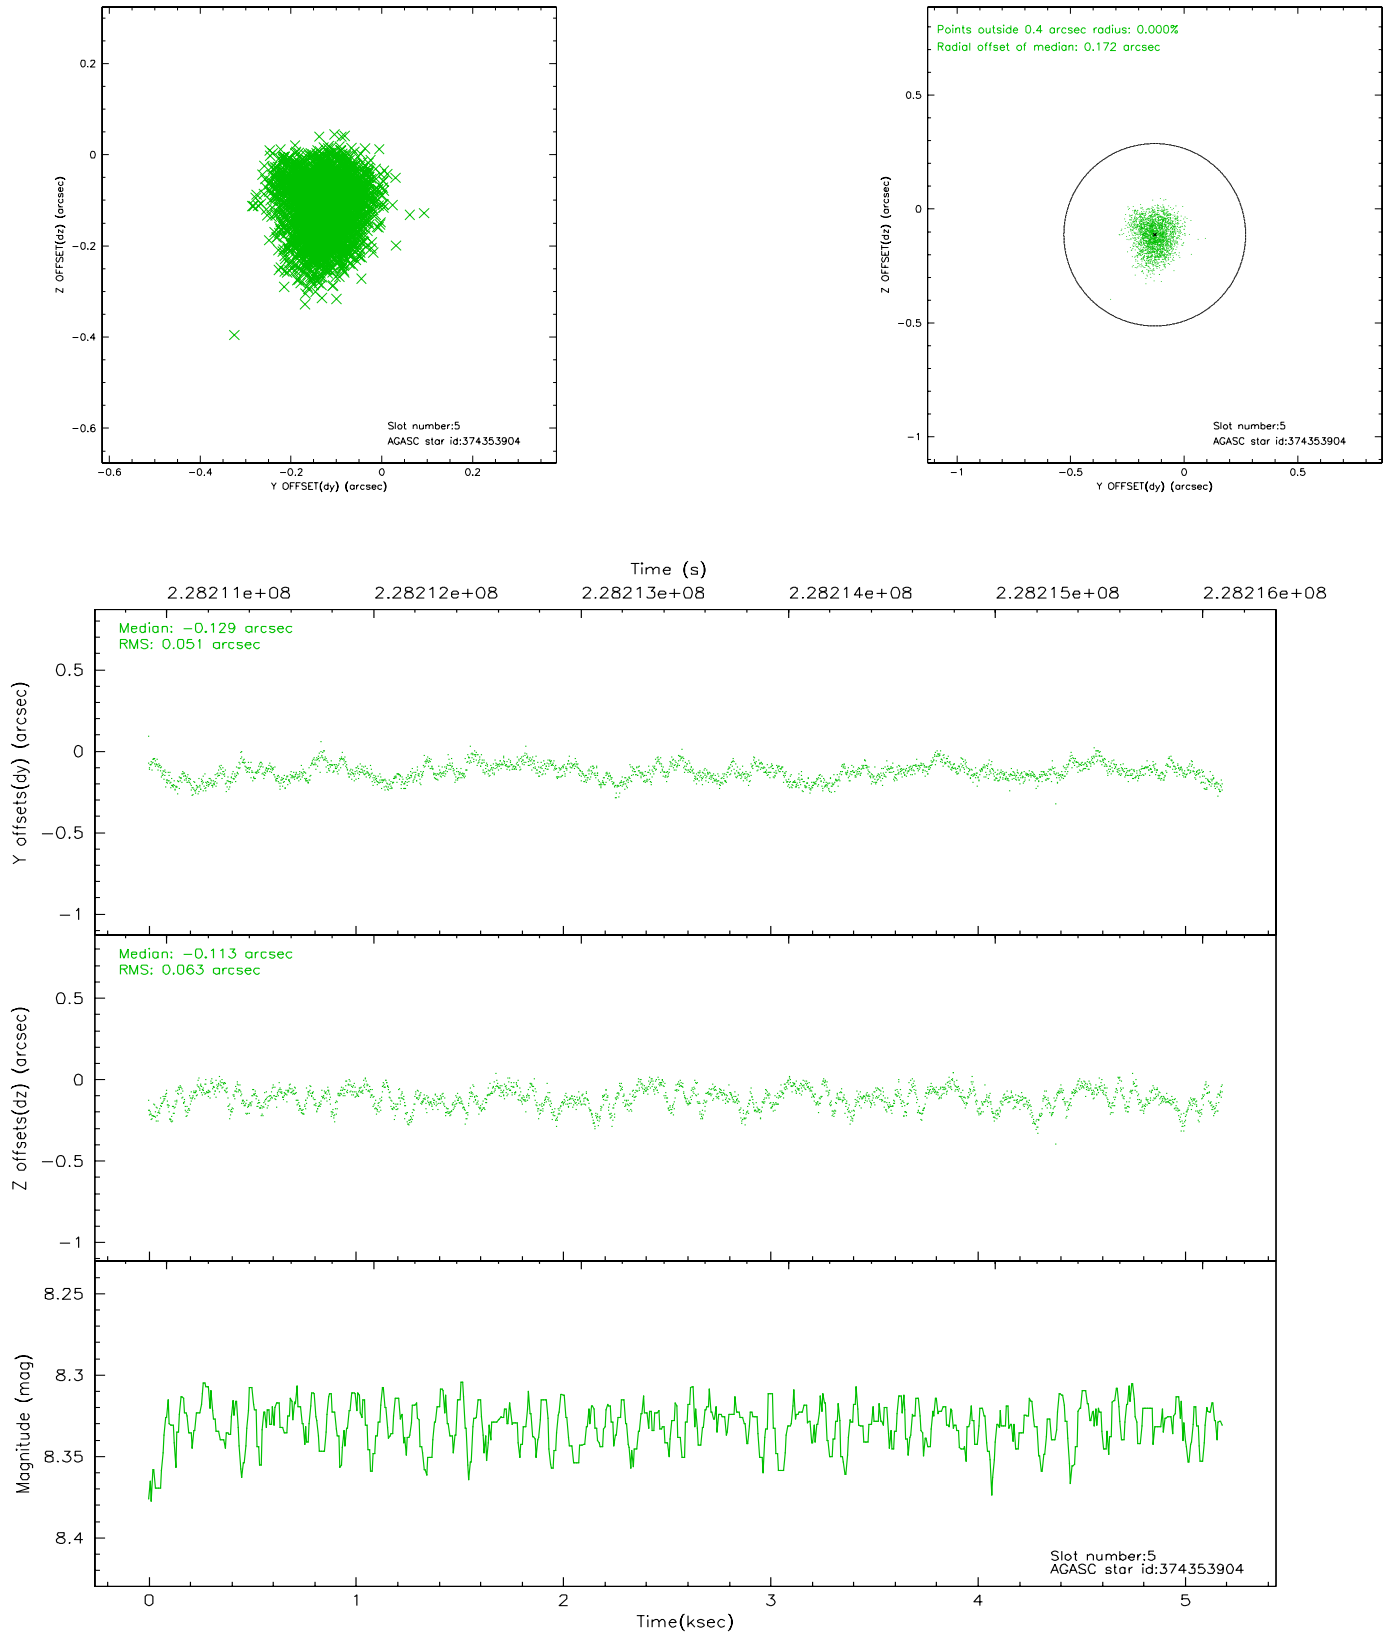 0.2
0
-0.2
-0.4
-0.6
Z OFFSET(dz) (arcsec)
-0.6 -0.4 -0.2 0 0.2
Y OFFSET(dy) (arcsec)
Slot number:5
AGASC star id:374353904
Points outside 0.4 arcsec radius: 0.000%
Radial offset of median: 0.172 arcsec
0.5
0
-0.5
-1
Z OFFSET(dz) (arcsec)
-1 -0.5 0 0.5
Y OFFSET(dy) (arcsec)
Slot number:5
AGASC star id:374353904
Time (s)
2.28211e+08 2.28212e+08 2.28213e+08 2.28214e+08 2.28215e+08 2.28216e+08
Median: -0.129 arcsec
RMS: 0.051 arcsec
0.5
0
-0.5
-1
Y offsets(dy) (arcsec)
Median: -0.113 arcsec
RMS: 0.063 arcsec
0.5
0
-0.5
-1
Z offsets(dz) (arcsec)
8.25
8.3
8.35
8.4
Magnitude (mag)
Slot number:5
AGASC star id:374353904
0 1 2 3 4 5
Time(ksec)